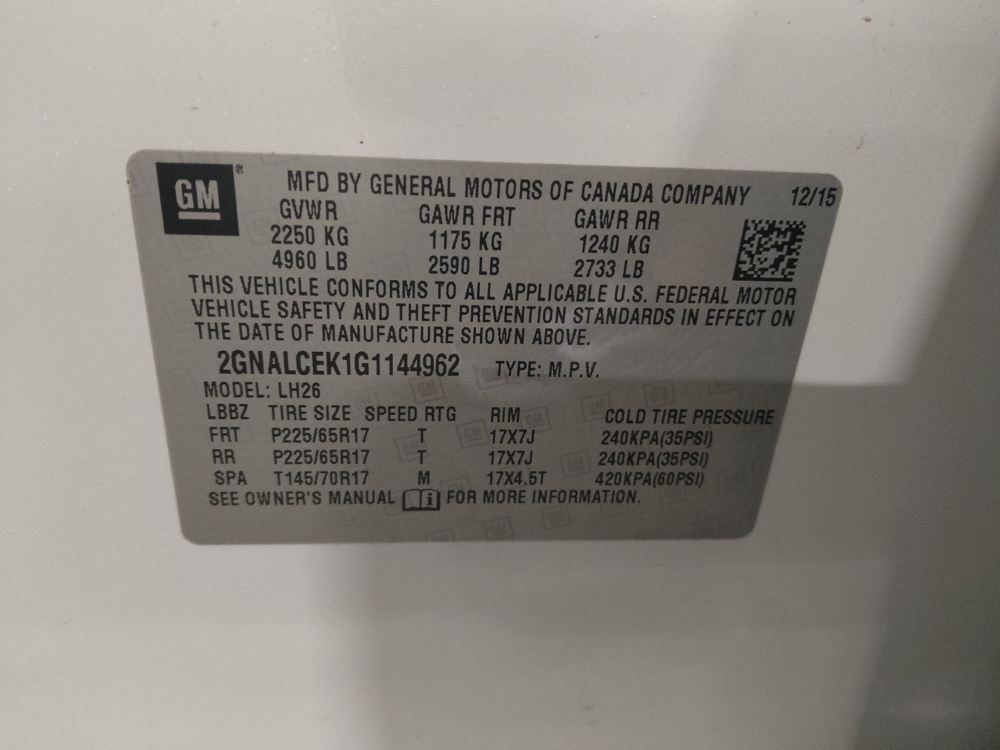 GM ®
MFD BY GENERAL MOTORS OF CANADA COMPANY 12/15
GVWR GAWR FRT GAWR RR
2250 KG 1175 KG 1240 KG
4960 LB 2590 LB 2733 LB
THIS VEHICLE CONFORMS TO ALL APPLICABLE U.S. FEDERAL MOTOR
VEHICLE SAFETY AND THEFT PREVENTION STANDARDS IN EFFECT ON
THE DATE OF MANUFACTURE SHOWN ABOVE.
2GNALCEK1G1144962 TYPE: M.P.V.
MODEL: LH26
LBBZ TIRE SIZE SPEED RTG RIM COLD TIRE PRESSURE
FRT P225/65R17 T 17X7J 240KPA(35PSI)
RR P225/65R17 T 17X7J 240KPA(35PSI)
SPA T145/70R17 M 17X4.5T 420KPA(60PSI)
SEE OWNER'S MANUAL i FOR MORE INFORMATION.